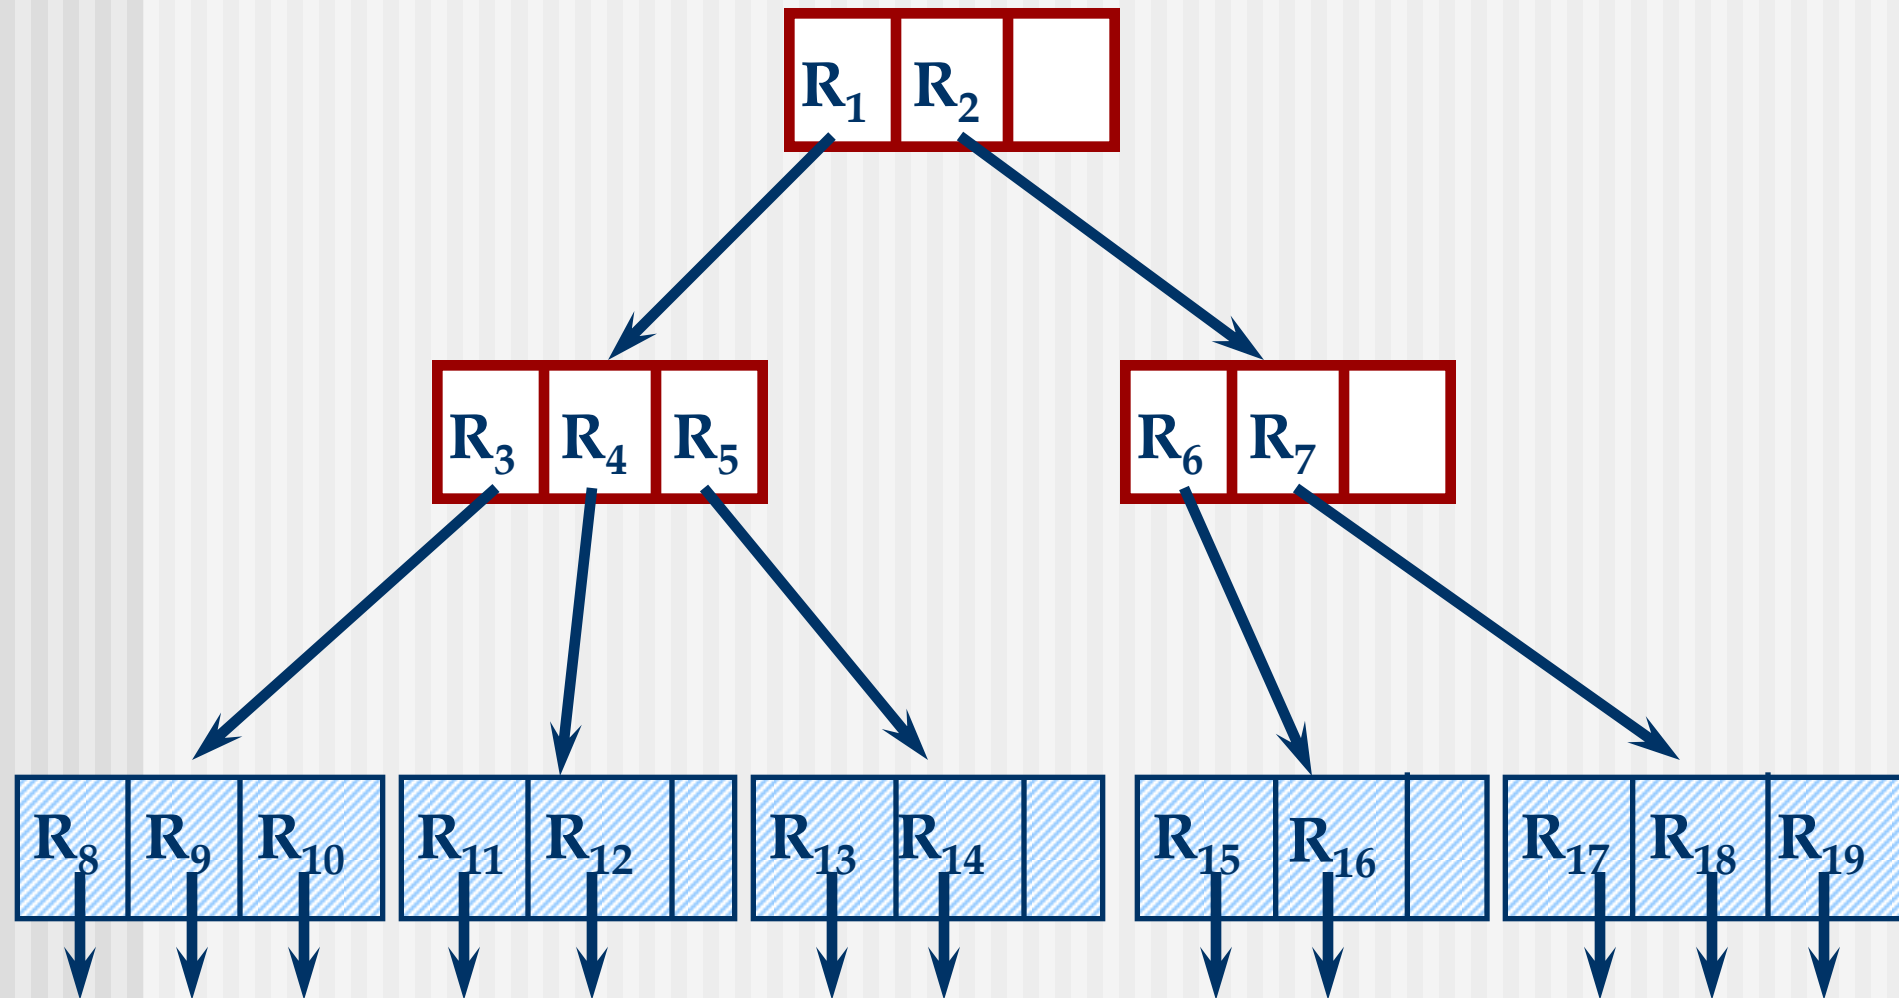 R₁ R₂
R₃ R₄ R₅ R₆ R₇
R₈ R₉ R₁₀ R₁₁ R₁₂ R₁₃ R₁₄ R₁₅ R₁₆ R₁₇ R₁₈ R₁₉